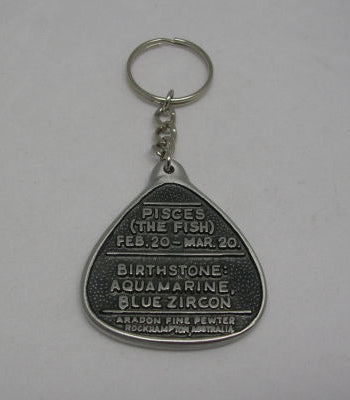 PISCES
(THE FISH)
FEB. 20 - MAR. 20.
BIRTHSTONE:
AQUAMARINE,
BLUE ZIRCON
ARADON FINE PEWTER
ROCKHAMPTON, AUSTRALIA